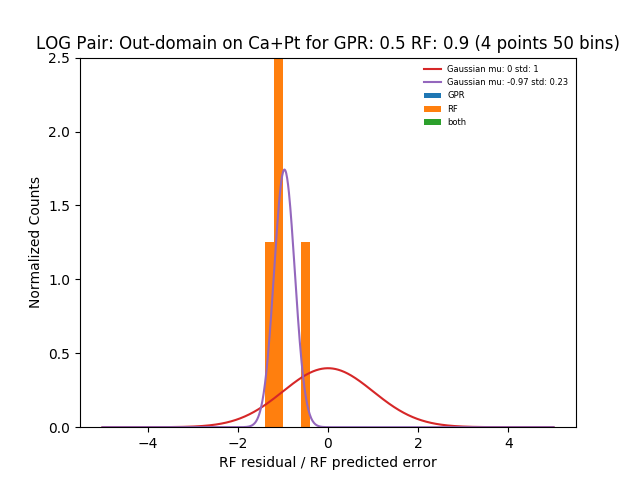 LOG Pair: Out-domain on Ca+Pt for GPR: 0.5 RF: 0.9 (4 points 50 bins)
Gaussian mu: 0 std: 1
Gaussian mu: -0.97 std: 0.23
GPR
RF
both
2.5
2.0
1.5
1.0
0.5
0.0
Normalized Counts
−4
−2
0
2
4
RF residual / RF predicted error